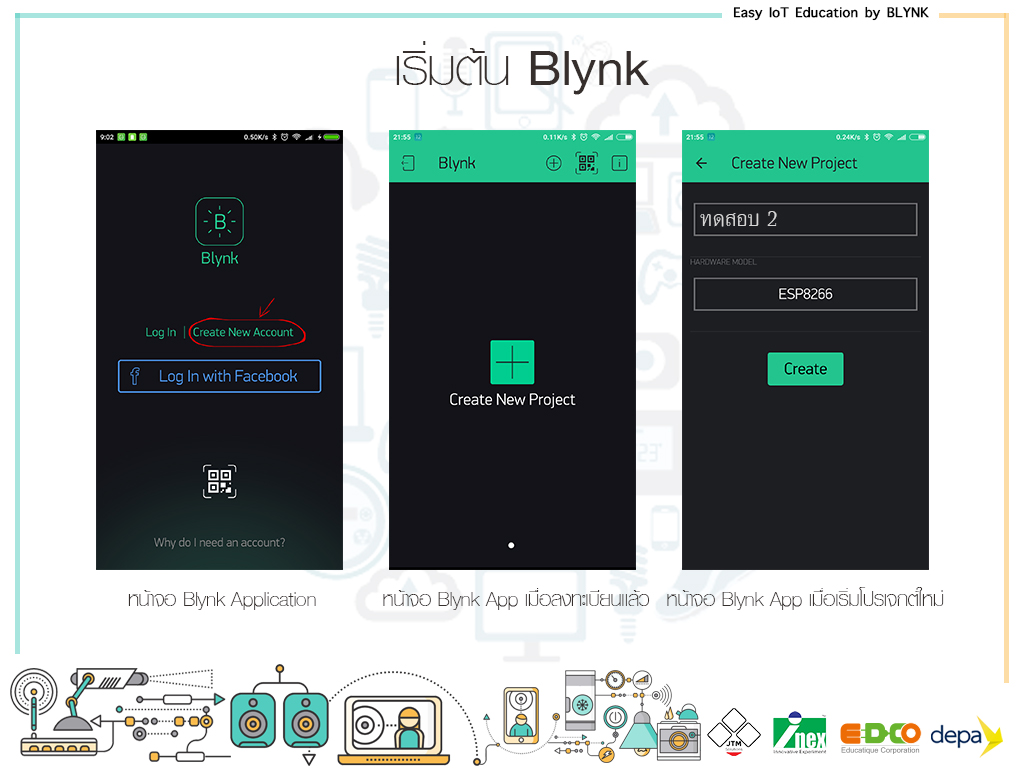 Easy IoT Education by BLYNK
เริ่มต้น Blynk
9:02
0.50K/s
B
Blynk
Log In | Create New Account
f Log In with Facebook
Why do I need an account?
หน้าจอ Blynk Application
21:55
0.11K/s
Blynk
Create New Project
หน้าจอ Blynk App เมื่อลงทะเบียนแล้ว
21:55
0.24K/s
Create New Project
ทดสอบ 2
HARDWARE MODEL
ESP8266
Create
หน้าจอ Blynk App เมื่อเริ่มโปรเจกต์ใหม่
JTM
inex
Innovative Experiment
EDCO
Educatique Corporation
depa